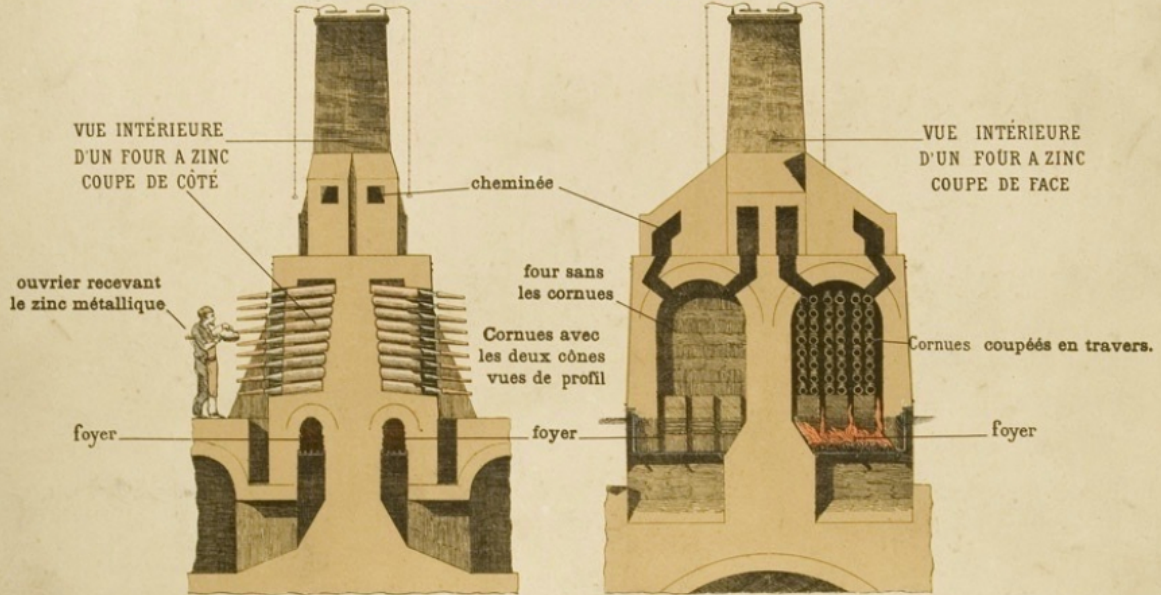 VUE INTÉRIEURE
D'UN FOUR A ZINC
COUPE DE CÔTÉ
cheminée
VUE INTÉRIEURE
D'UN FOUR A ZINC
COUPE DE FACE
ouvrier recevant
le zinc métallique
four sans
les cornues
Cornues avec
les deux cônes
vues de profil
Cornues coupéés en travers.
foyer
foyer
foyer